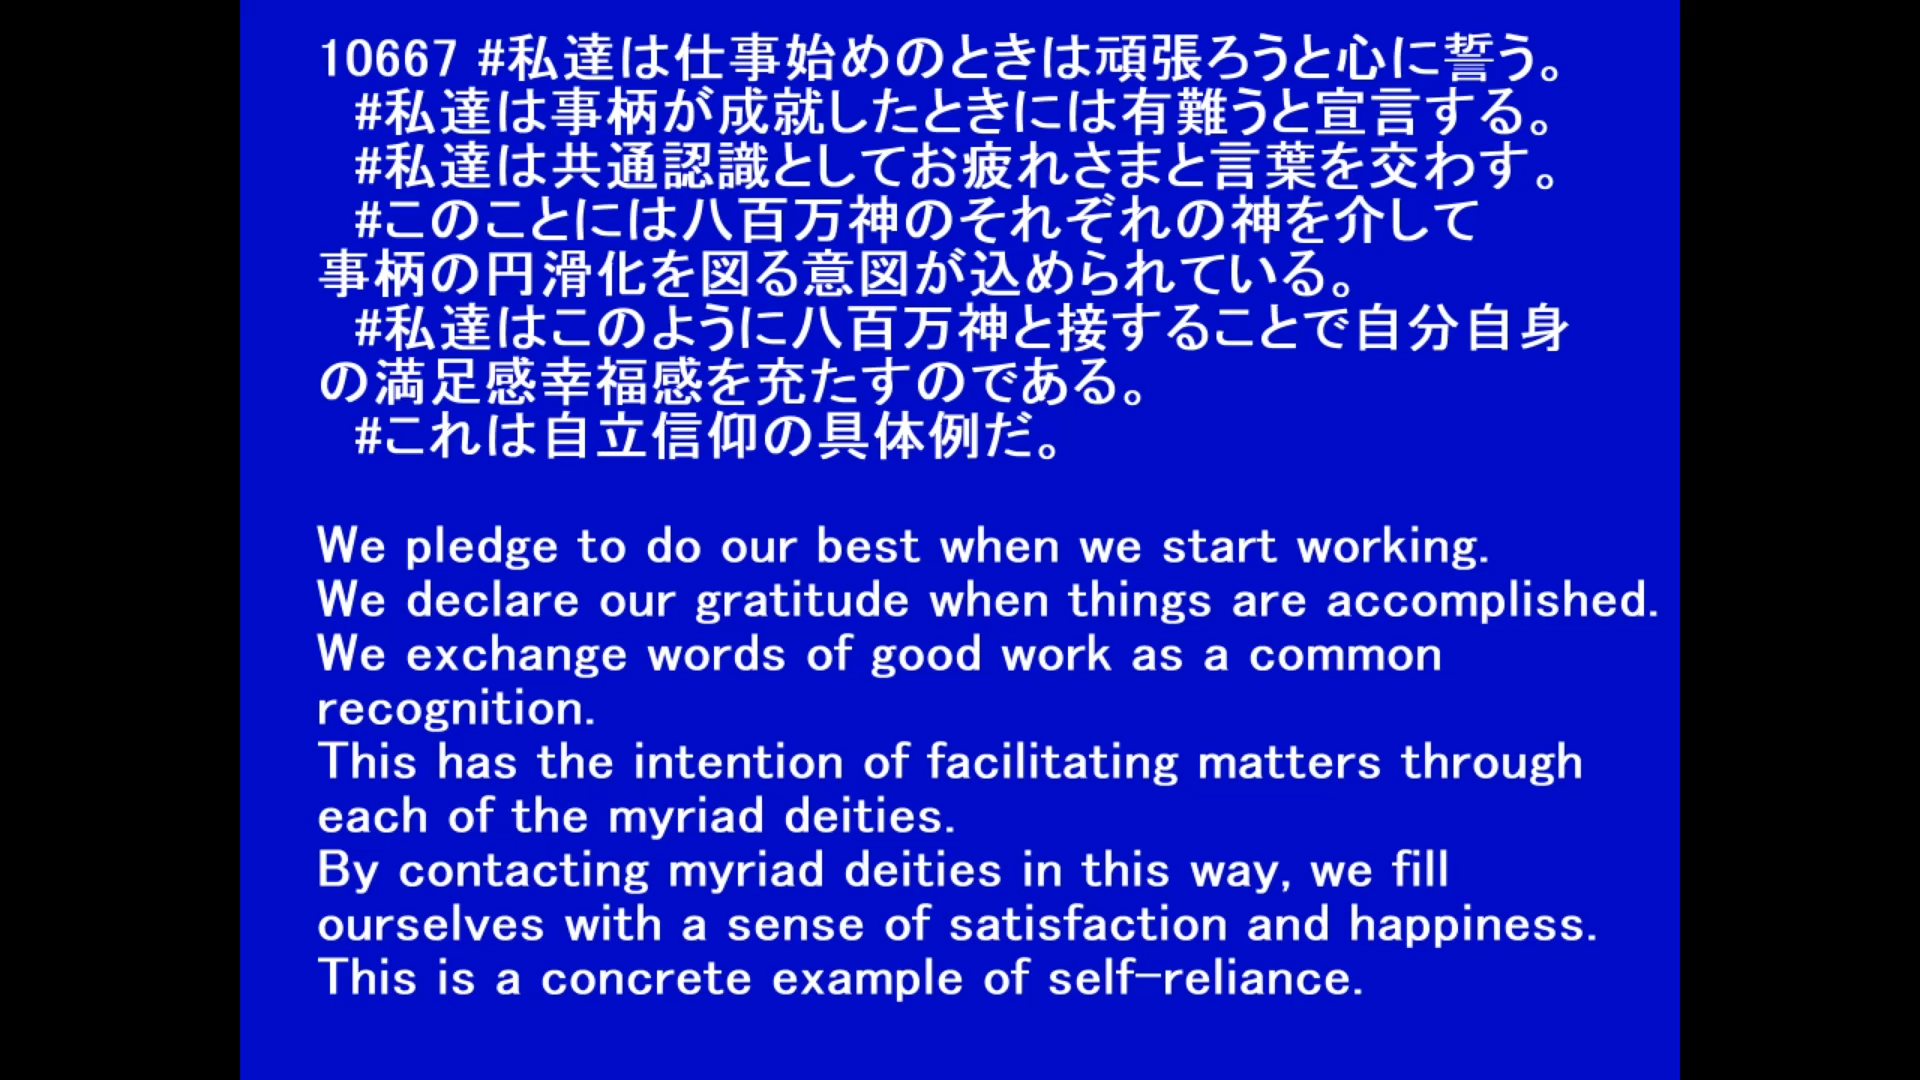 10667 #私達は仕事始めのときは頑張ろうと心に誓う。
#私達は事柄が成就したときには有難うと宣言する。
#私達は共通認識としてお疲れさまと言葉を交わす。
#このことには八百万神のそれぞれの神を介して
事柄の円滑化を図る意図が込められている。
#私達はこのように八百万神と接することで自分自身
の満足感幸福感を充たすのである。
#これは自立信仰の具体例だ。
We pledge to do our best when we start working.
We declare our gratitude when things are accomplished.
We exchange words of good work as a common
recognition.
This has the intention of facilitating matters through
each of the myriad deities.
By contacting myriad deities in this way, we fill
ourselves with a sense of satisfaction and happiness.
This is a concrete example of self-reliance.